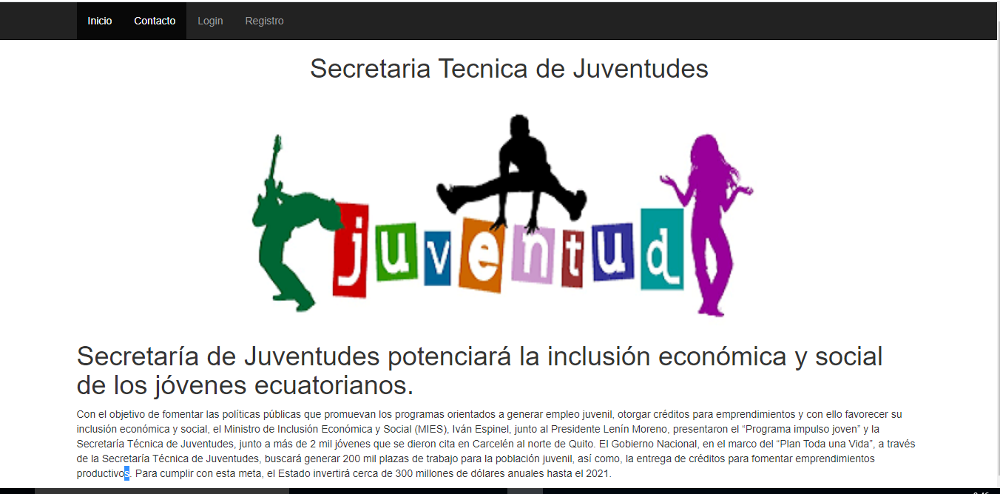 Inicio Contacto Login Registro
Secretaria Tecnica de Juventudes
juventud
Secretaría de Juventudes potenciará la inclusión económica y social
de los jóvenes ecuatorianos.
Con el objetivo de fomentar las políticas públicas que promuevan los programas orientados a generar empleo juvenil, otorgar créditos para emprendimientos y con ello favorecer su
inclusión económica y social, el Ministro de Inclusión Económica y Social (MIES), Iván Espinel, junto al Presidente Lenín Moreno, presentaron el “Programa impulso joven” y la
Secretaría Técnica de Juventudes, junto a más de 2 mil jóvenes que se dieron cita en Carcelén al norte de Quito. El Gobierno Nacional, en el marco del “Plan Toda una Vida”, a través
de la Secretaría Técnica de Juventudes, buscará generar 200 mil plazas de trabajo para la población juvenil, así como, la entrega de créditos para fomentar emprendimientos
productivos. Para cumplir con esta meta, el Estado invertirá cerca de 300 millones de dólares anuales hasta el 2021.